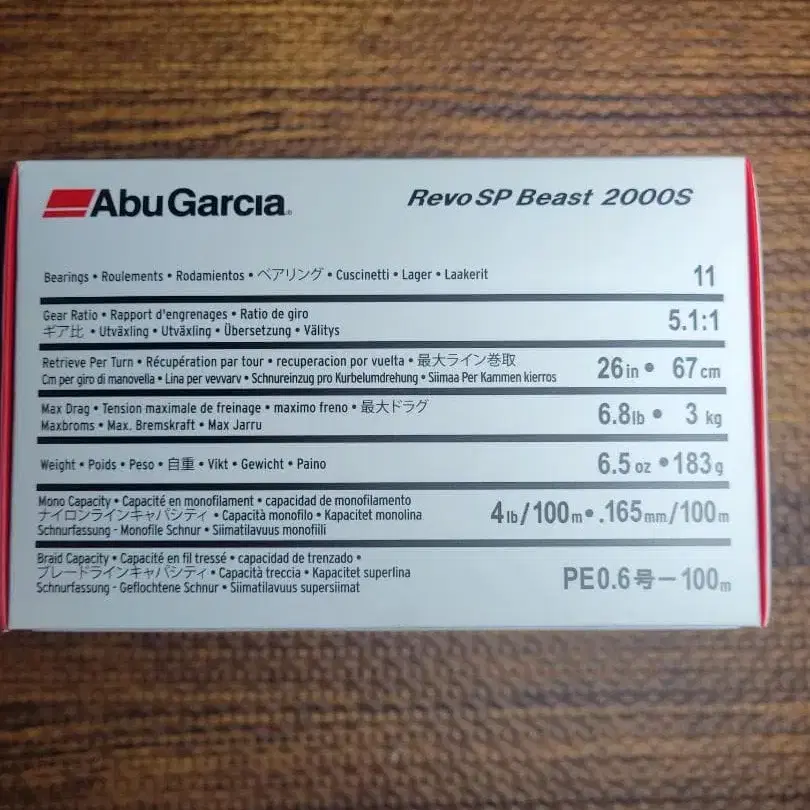 AbuGarcia
Revo SP Beast 2000S
Bearings • Roulements • Rodamientos • ベアリング • Cuscinetti • Lager • Laakerit
11
Gear Ratio • Rapport d'engrenages • Ratio de giro
ギア比 • Utväxling • Utväxling • Übersetzung • Välitys
5.1:1
Retrieve Per Turn • Récupération par tour • recuperacion por vuelta • 最大ライン巻取
Cm per giro di manovella • Lina per vevvarv • Schnureinzug pro Kurbelumdrehung • Siimaa Per Kammen kierros
26in • 67cm
Max Drag • Tension maximale de freinage • maximo freno • 最大ドラグ
Maxbroms • Max. Bremskraft • Max Jarru
6.8lb • 3 kg
Weight • Poids • Peso • 自重 • Vikt • Gewicht • Paino
6.5 oz • 183g
Mono Capacity • Capacité en monofilament • capacidad de monofilamento
ナイロンラインキャパシティ • Capacità monofilo • Kapacitet monolina
Schnurfassung - Monofile Schnur • Siimatilavuus monofiili
4lb/100m • .165mm/100m
Braid Capacity • Capacité en fil tressé • capacidad de trenzado •
ブレードラインキャパシティ • Capacità treccia • Kapacitet superlina
Schnurfassung - Geflochtene Schnur • Siimatilavuus supersiimat
PE0.6号－100m